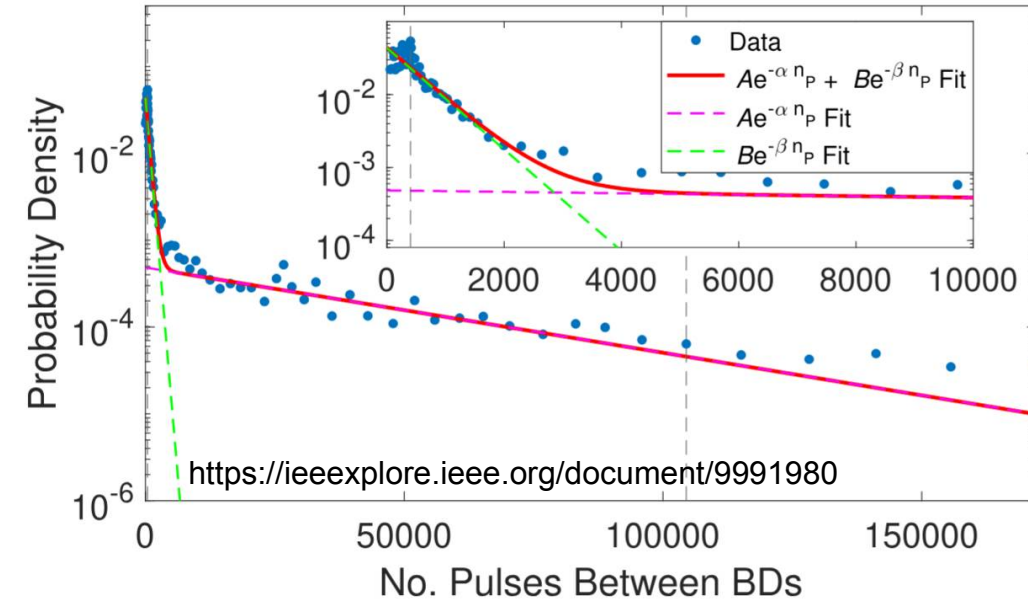 Probability Density
10^-2
10^-4
10^-6
0
50000
100000
150000
No. Pulses Between BDs
https://ieeexplore.ieee.org/document/9991980
10^-2
10^-3
10^-4
0
2000
4000
6000
8000
10000
Data
Ae^-α n_P + Be^-β n_P Fit
Ae^-α n_P Fit
Be^-β n_P Fit